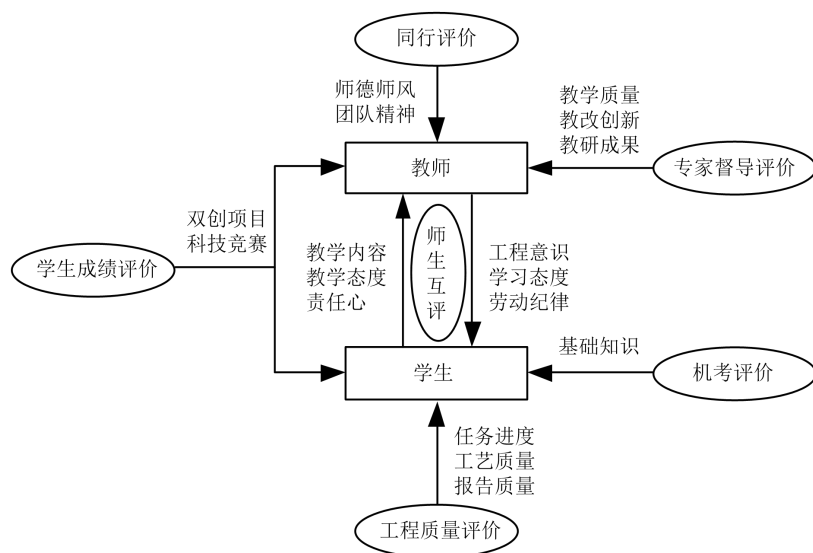 同行评价
师德师风
团队精神
教学质量
教改创新
教研成果
教师
专家督导评价
双创项目
科技竞赛
学生成绩评价
教学内容
教学态度
责任心
师生互评
工程意识
学习态度
劳动纪律
基础知识
学生
机考评价
任务进度
工艺质量
报告质量
工程质量评价